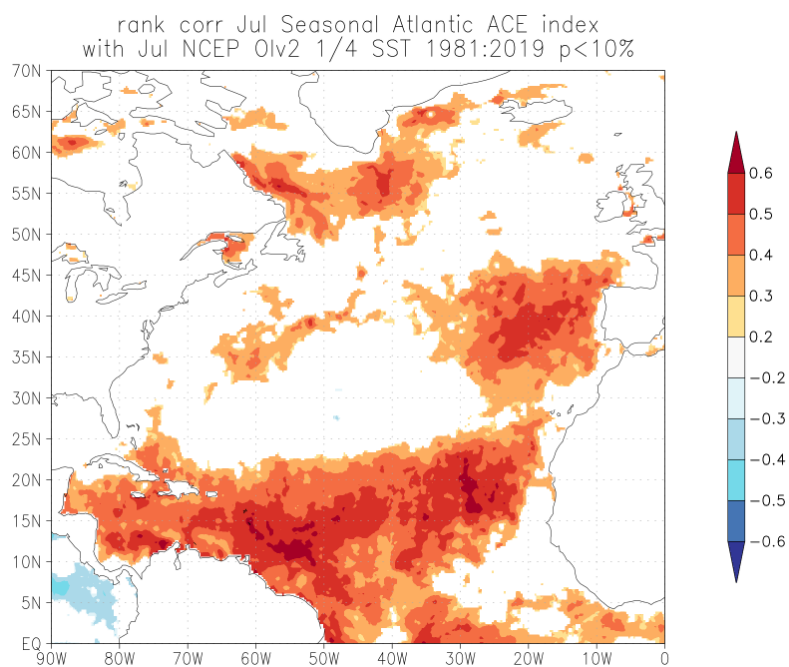 rank corr Jul Seasonal Atlantic ACE index
with Jul NCEP OIv2 1/4 SST 1981:2019 p<10%
70N
65N
60N
55N
50N
45N
40N
35N
30N
25N
20N
15N
10N
5N
EQ
90W 80W 70W 60W 50W 40W 30W 20W 10W 0
0.6
0.5
0.4
0.3
0.2
-0.2
-0.3
-0.4
-0.5
-0.6